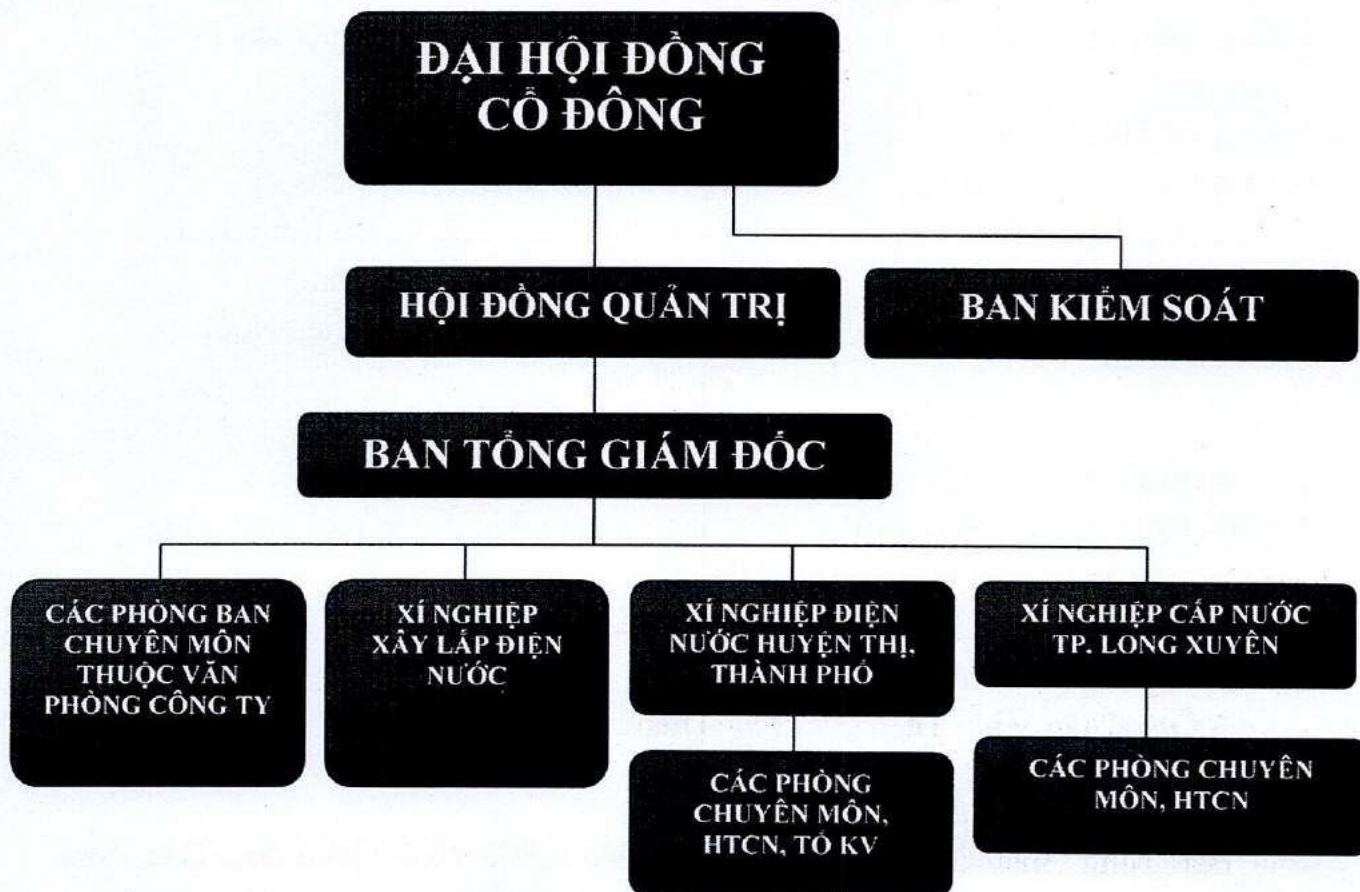 ĐẠI HỘI ĐỒNG
CỔ ĐÔNG
HỘI ĐỒNG QUẢN TRỊ
BAN KIỂM SOÁT
BAN TỔNG GIÁM ĐỐC
CÁC PHÒNG BAN
CHUYÊN MÔN
THUỘC VĂN
PHÒNG CÔNG TY
XÍ NGHIỆP
XÂY LẮP ĐIỆN
NƯỚC
XÍ NGHIỆP ĐIỆN
NƯỚC HUYỆN THỊ,
THÀNH PHỐ
XÍ NGHIỆP CẤP NƯỚC
TP. LONG XUYÊN
CÁC PHÒNG
CHUYÊN MÔN,
HTCN, TỔ KV
CÁC PHÒNG CHUYÊN
MÔN, HTCN